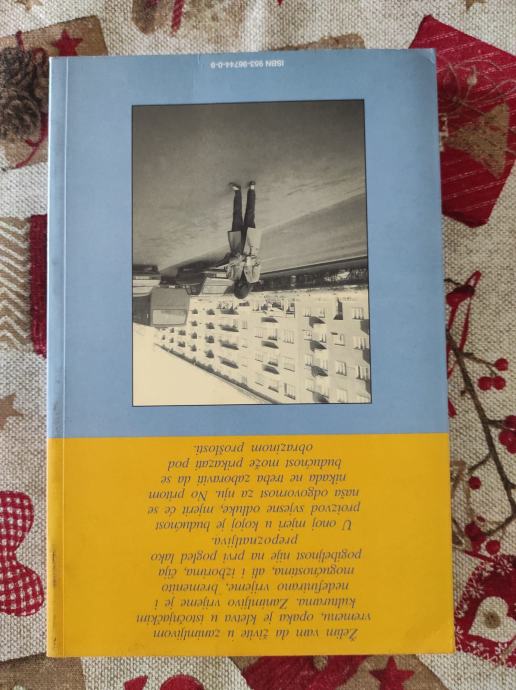 Želim vam da živite u zanimljivom
vremenu, opaka je kletva u istočnjačkim
kulturama. Zanimljivo vrijeme je i
nedefinirano vrijeme, bremenito
mogućnostima, ali i izborima, čija
pogibeljnost nije na prvi pogled lako
prepoznatljiva.
U onoj mjeri u kojoj je budućnost
proizvod svjesne odluke, mjerit će se
naša odgovornost za nju. No pritom
nikada ne treba zaboraviti da se
budućnost može prikazati pod
obrazinom prošlosti.
ISBN 953-96744-0-9